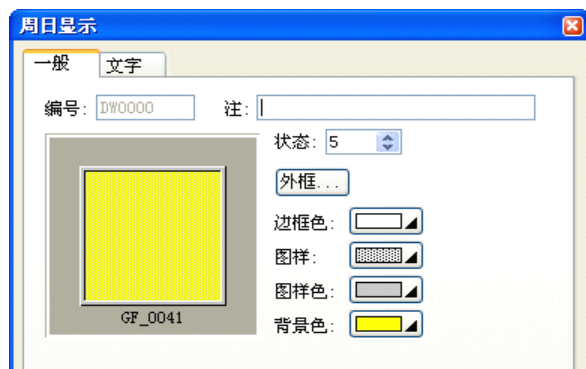 周日显示
一般 文字
编号: DW0000 注:
状态: 5
外框...
边框色:
图样:
图样色:
背景色:
GF_0041